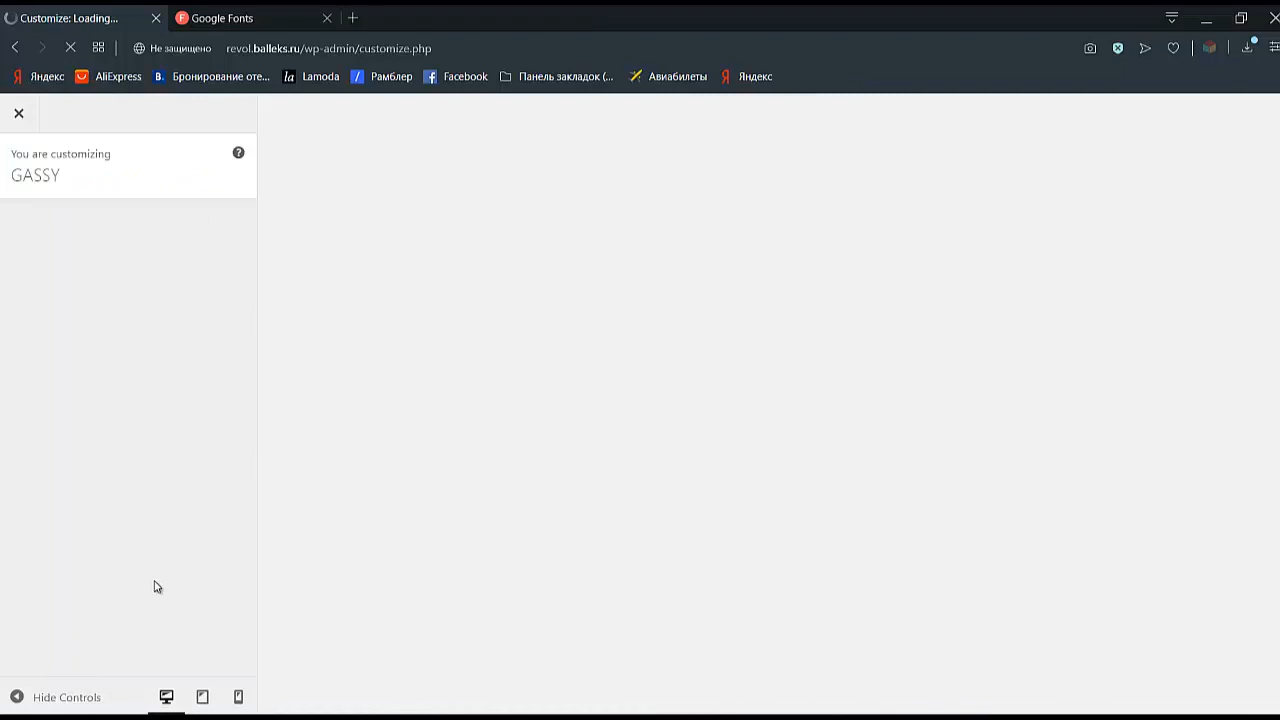 Customize: Loading...
Google Fonts
Не защищено
revol.balleks.ru/wp-admin/customize.php
Яндекс
AliExpress
Бронирование оте...
Lamoda
Рамблер
Facebook
Панель закладок (...
Авиабилеты
Яндекс
You are customizing
GASSY
Hide Controls